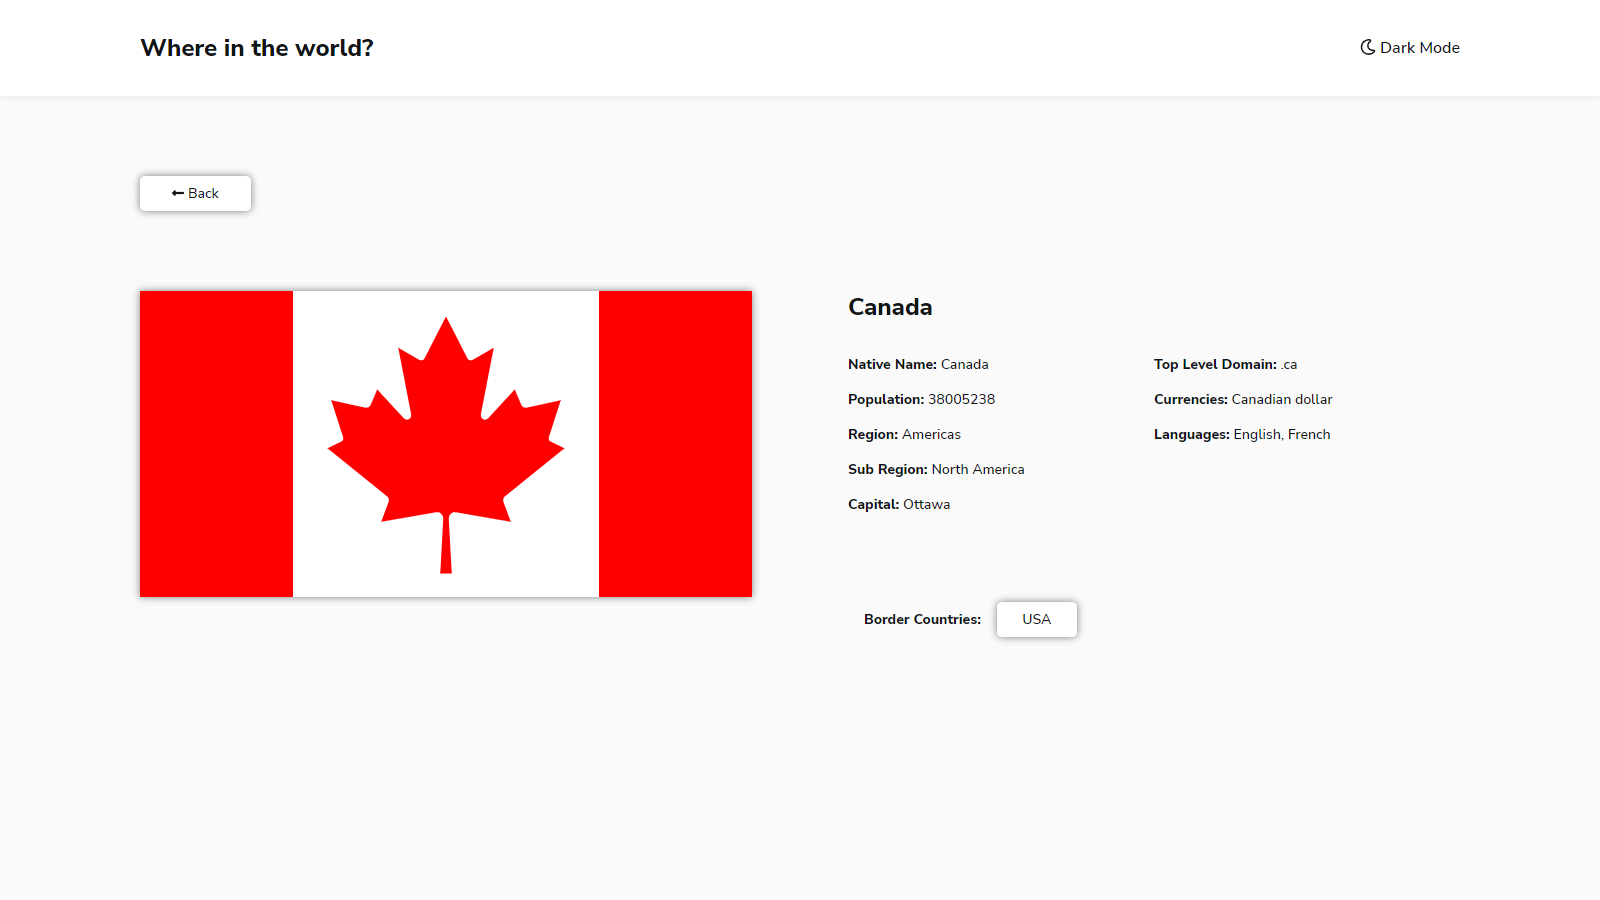 Where in the world?
Dark Mode
Back
Canada
Native Name: Canada
Population: 38005238
Region: Americas
Sub Region: North America
Capital: Ottawa
Top Level Domain: .ca
Currencies: Canadian dollar
Languages: English, French
Border Countries: USA